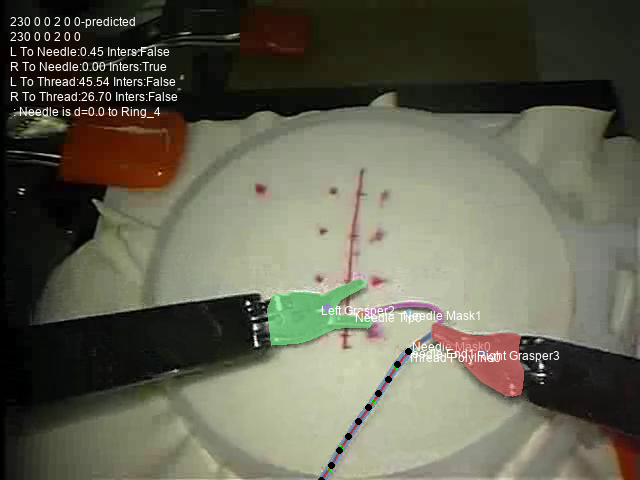 230 0 0 2 0 0-predicted
230 0 0 2 0 0
L To Needle:0.45 Inters:False
R To Needle:0.00 Inters:True
L To Thread:45.54 Inters:False
R To Thread:26.70 Inters:False
: Needle is d=0.0 to Ring_4
Left Grasper2
Needle Mask1
Needle Tip0
Needle Mask0
Right Grasper3
Thread Polyline0